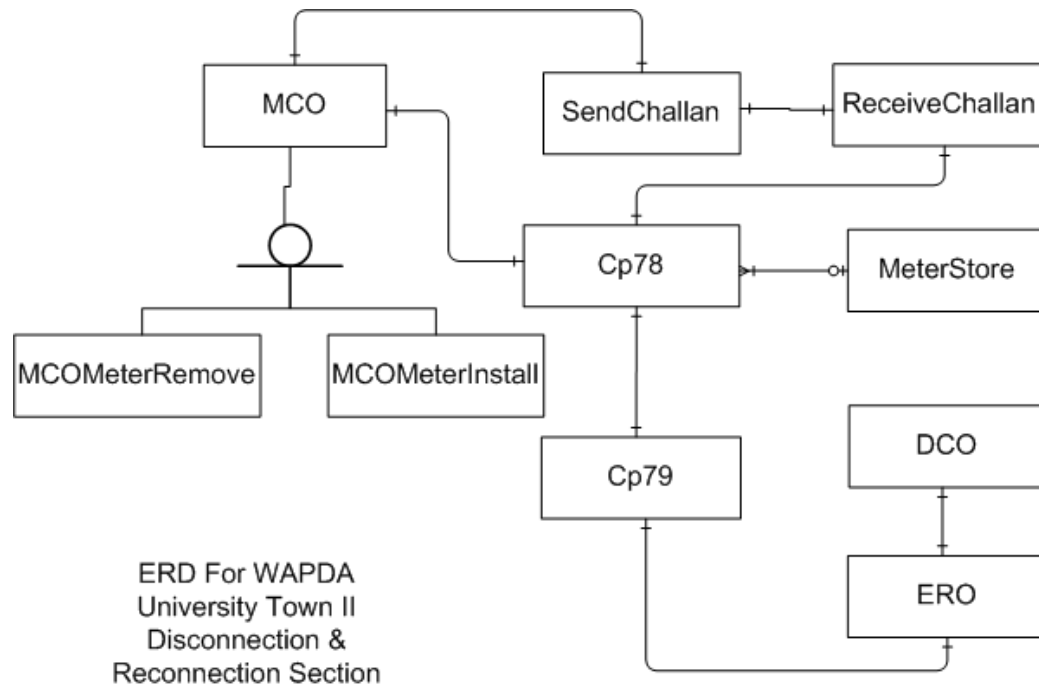 MCO
SendChallan
ReceiveChallan
Cp78
MeterStore
MCOMeterRemove
MCOMeterInstall
DCO
Cp79
ERO
ERD For WAPDA
University Town II
Disconnection &
Reconnection Section